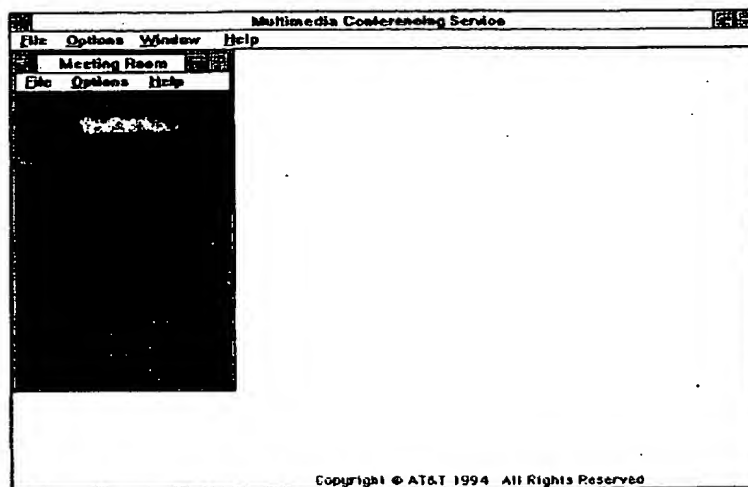 Multimedia Conferencing Service
File Options Window Help
Meeting Room
File Options Help
Copyright © AT&T 1994 All Rights Reserved